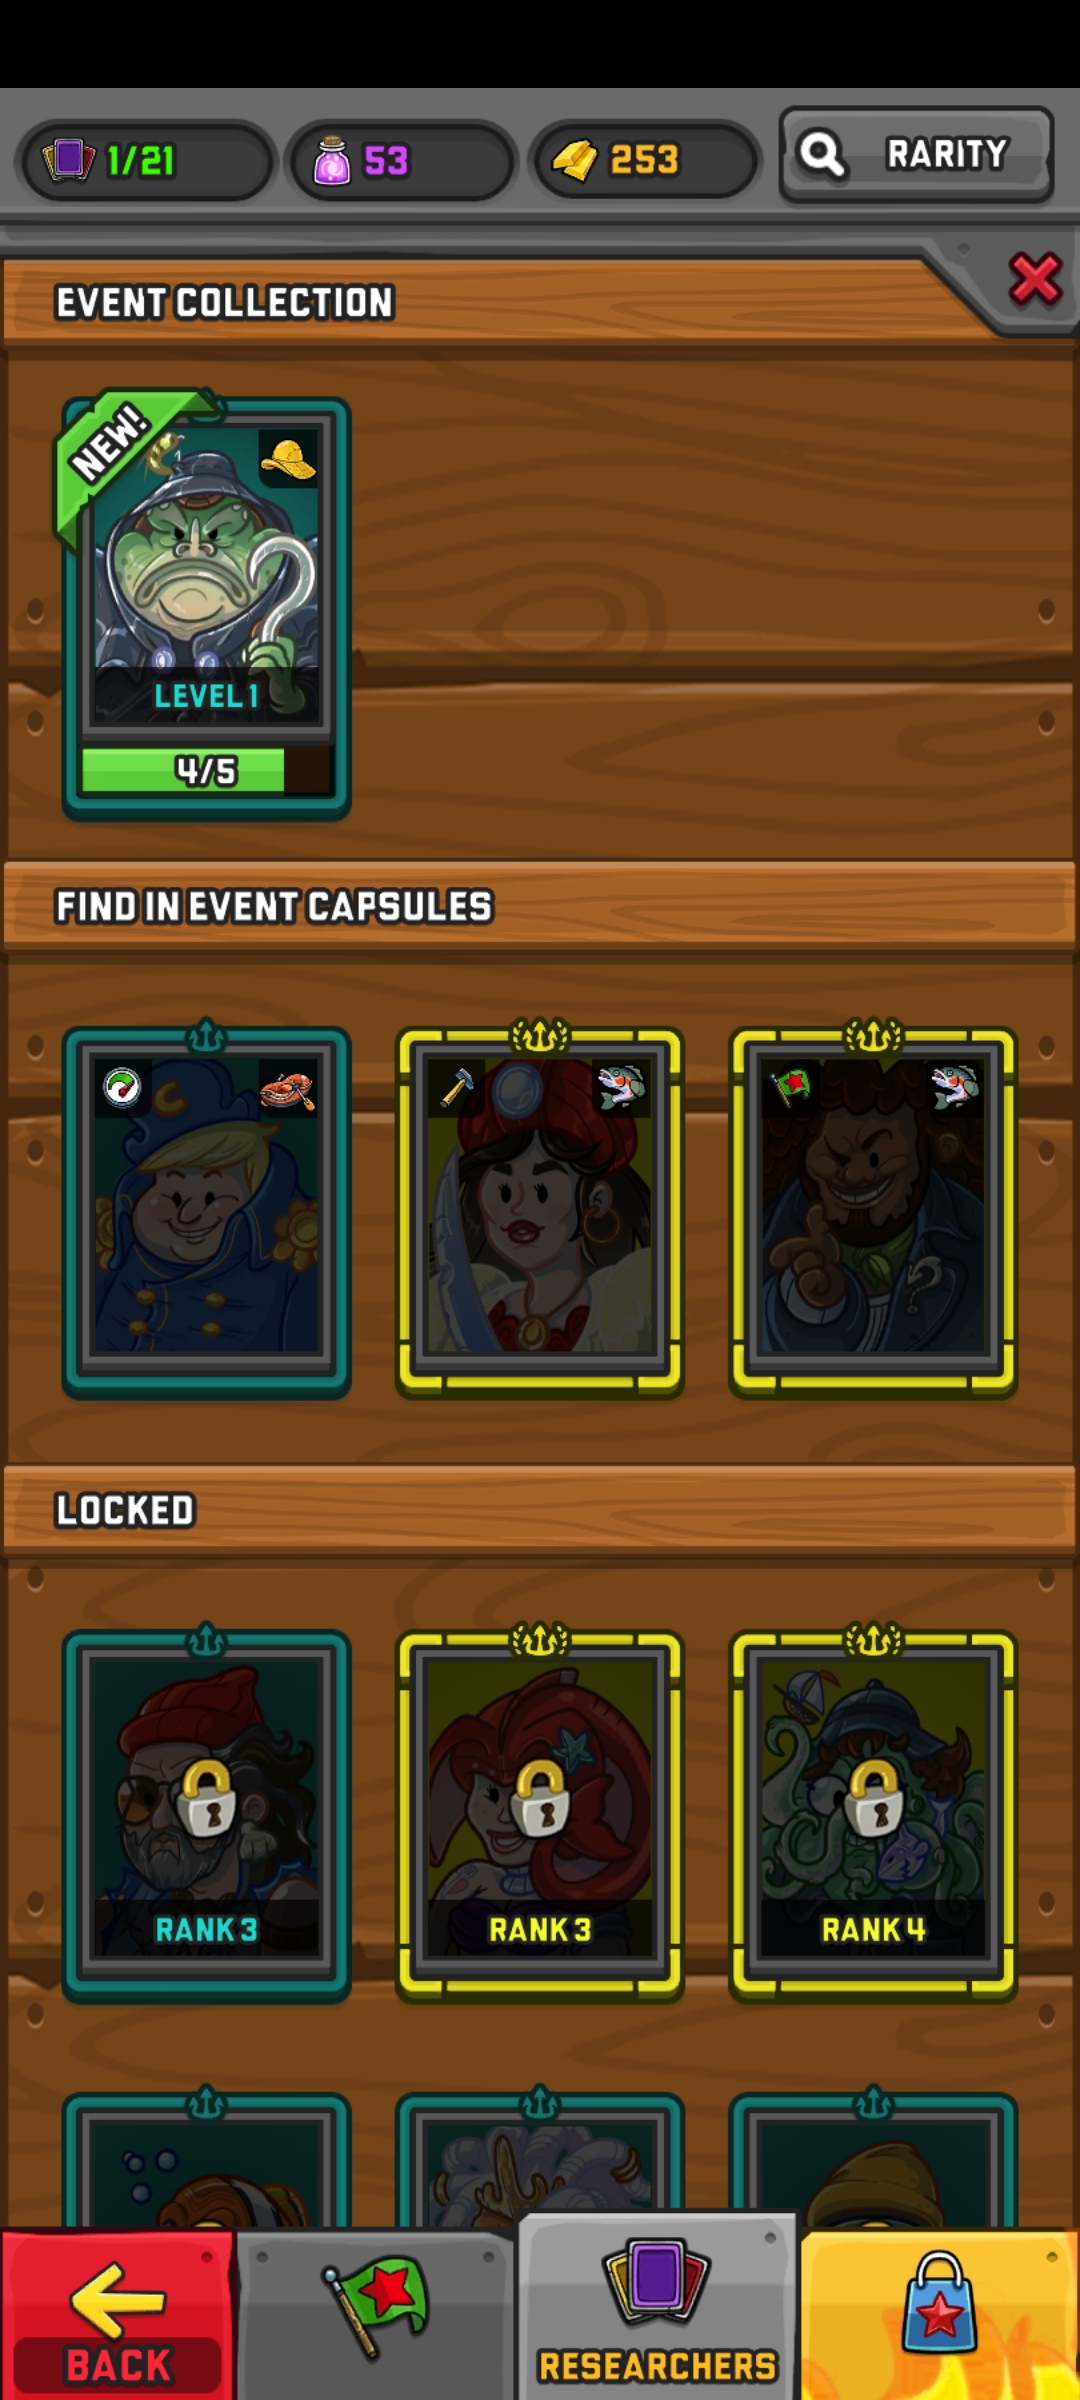 1/21
53
253
RARITY
EVENT COLLECTION
NEW!
LEVEL 1
4/5
FIND IN EVENT CAPSULES
LOCKED
RANK 3
RANK 3
RANK 4
BACK
RESEARCHERS